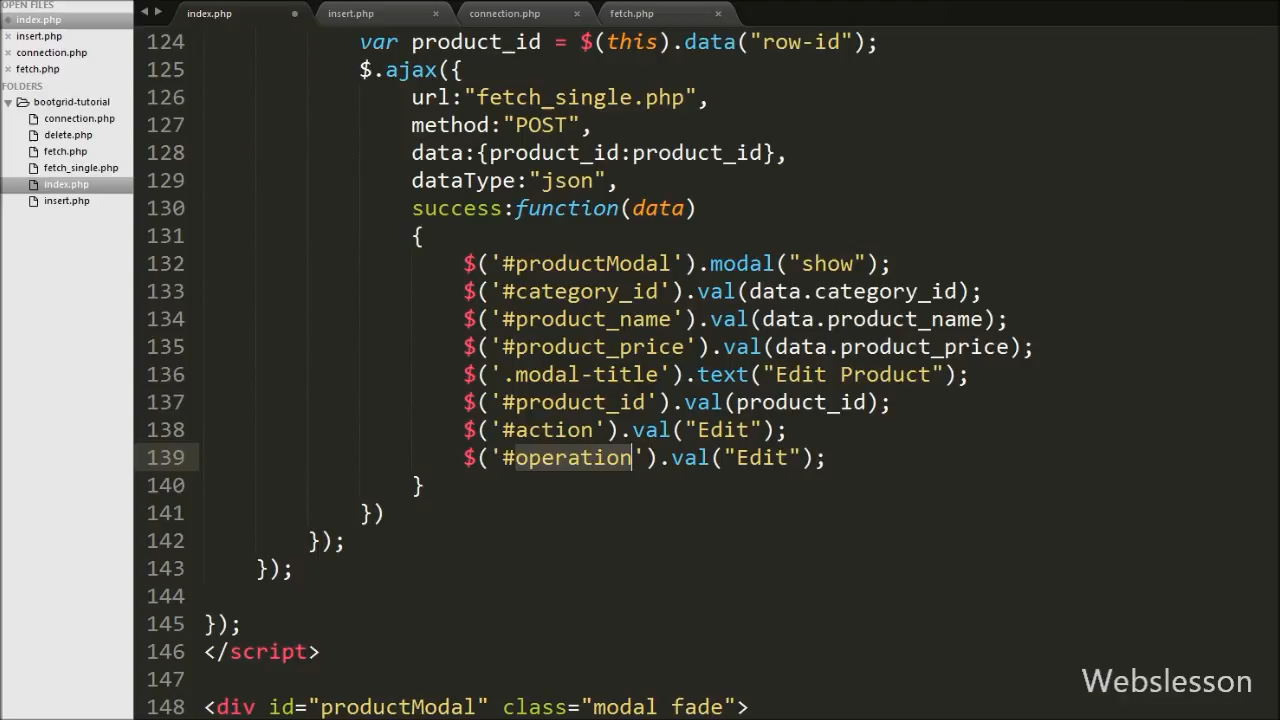 OPEN FILES
index.php
insert.php
connection.php
fetch.php
FOLDERS
bootgrid-tutorial
connection.php
delete.php
fetch.php
fetch_single.php
index.php
insert.php
index.php insert.php connection.php fetch.php
124 var product_id = $(this).data("row-id");
125 $.ajax({
126 url:"fetch_single.php",
127 method:"POST",
128 data:{product_id:product_id},
129 dataType:"json",
130 success:function(data)
131 {
132 $('#productModal').modal("show");
133 $('#category_id').val(data.category_id);
134 $('#product_name').val(data.product_name);
135 $('#product_price').val(data.product_price);
136 $('.modal-title').text("Edit Product");
137 $('#product_id').val(product_id);
138 $('#action').val("Edit");
139 $('#operation').val("Edit");
140 }
141 })
142 });
143 });
144
145 });
146 </script>
147
148 <div id="productModal" class="modal fade">
Webslesson